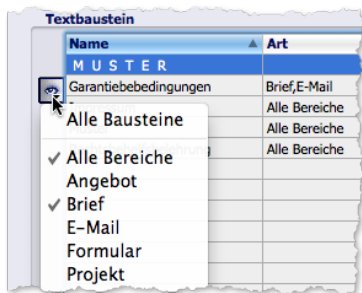 Textbaustein
Name Art
MUSTER
Garantiebebedingungen Brief,E-Mail
Alle Bereiche
Alle Bereiche
Alle Bereiche
Alle Bausteine
Alle Bereiche
Angebot
Brief
E-Mail
Formular
Projekt